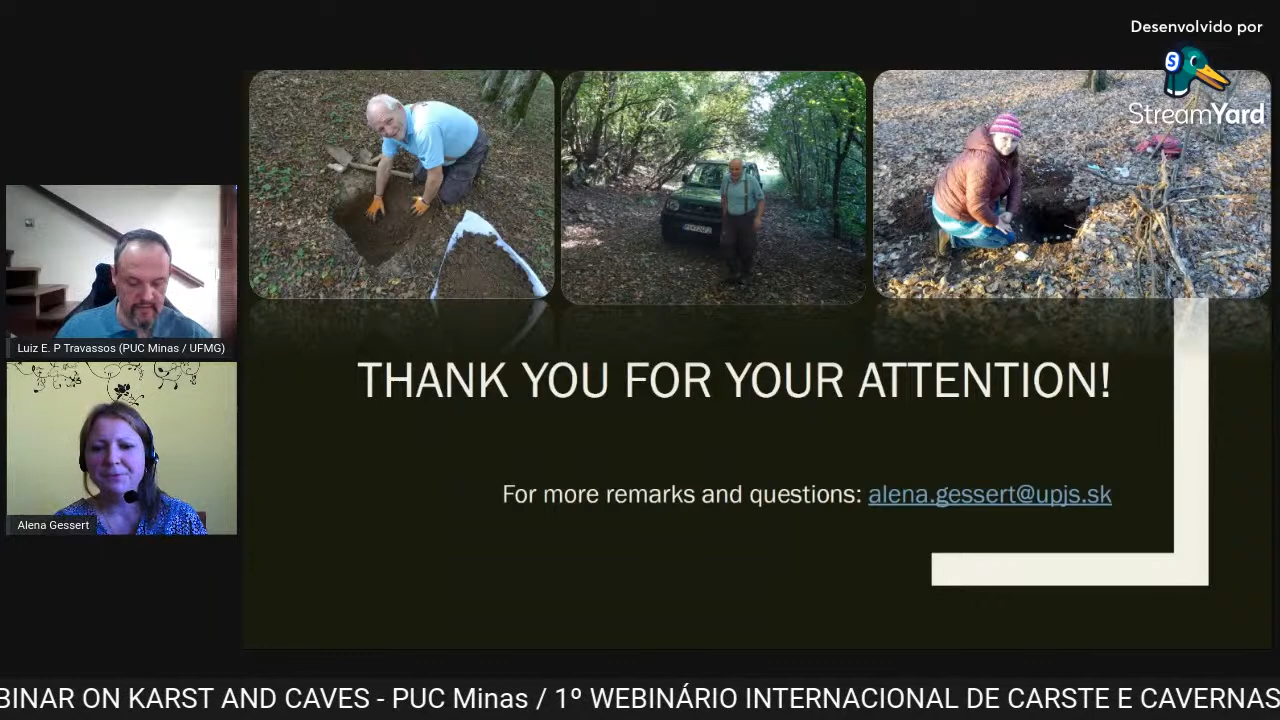 Desenvolvido por
StreamYard
Luiz E. P Travassos (PUC Minas / UFMG)
Alena Gessert
THANK YOU FOR YOUR ATTENTION!
For more remarks and questions: alena.gessert@upjs.sk
BINAR ON KARST AND CAVES - PUC Minas / 1º WEBINÁRIO INTERNACIONAL DE CARSTE E CAVERNAS